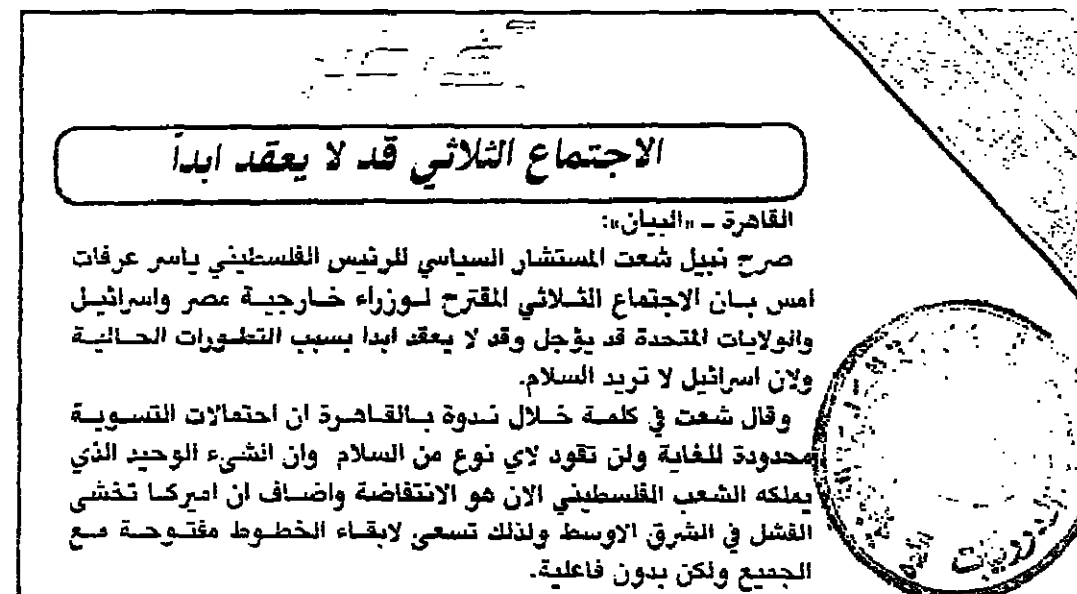 الاجتماع الثلاثي قد لا يعقد ابداً
القاهرة ـ «البيان»:
صرح نبيل شعث المستشار السياسي للرئيس الفلسطيني ياسر عرفات
امس بان الاجتماع الثلاثي المقترح لوزراء خارجية مصر واسرائيل
والولايات المتحدة قد يؤجل وقد لا يعقد ابدا بسبب التطورات الحالية
ولان اسرائيل لا تريد السلام.
وقال شعث في كلمة خلال ندوة بالقاهرة ان احتمالات التسوية
محدودة للغاية ولن تقود لاي نوع من السلام وان الشيء الوحيد الذي
يملكه الشعب الفلسطيني الان هو الانتفاضة واضاف ان اميركا تخشى
الفشل في الشرق الاوسط ولذلك تسعى لابقاء الخطوط مفتوحة مع
الجميع ولكن بدون فاعلية.